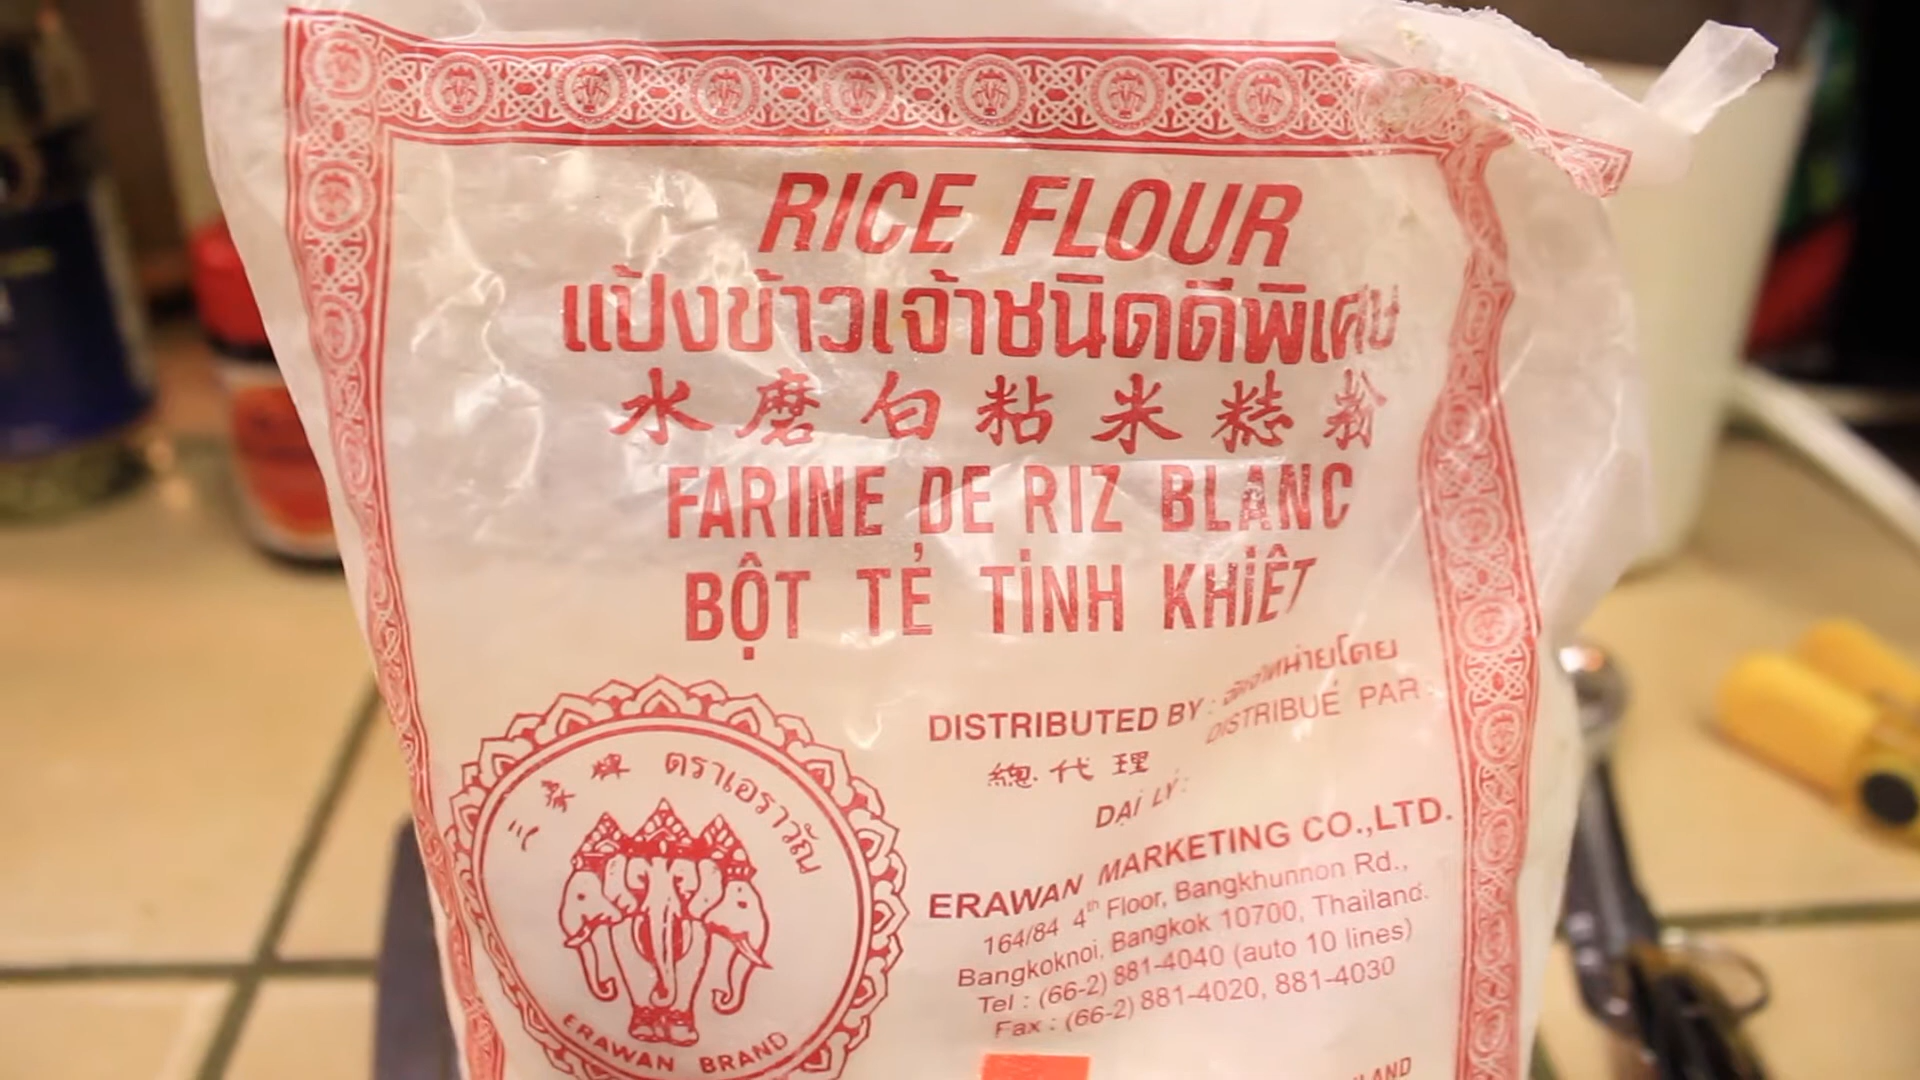 RICE FLOUR
แป้งข้าวเจ้าชนิดดีพิเศษ
水磨白粘米粉
FARINE DE RIZ BLANC
BỘT TẺ TINH KHIẾT
DISTRIBUTED BY : จัดจำหน่ายโดย
DISTRIBUÉ PAR :
總代理
ĐẠI LÝ :
ERAWAN MARKETING CO.,LTD.
164/84 4th Floor, Bangkhunnon Rd.,
Bangkoknoi, Bangkok 10700, Thailand.
Tel : (66-2) 881-4040 (auto 10 lines)
Fax : (66-2) 881-4020, 881-4030
三象牌 ตราเอราวัณ
ERAWAN BRAND